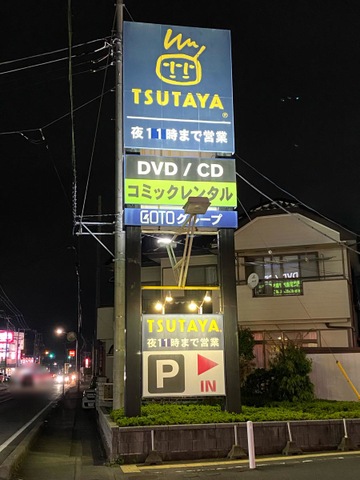 TSUTAYA®
夜11時まで営業
DVD / CD
コミックレンタル
GOTOグループ
TSUTAYA
夜11時まで営業
P
IN